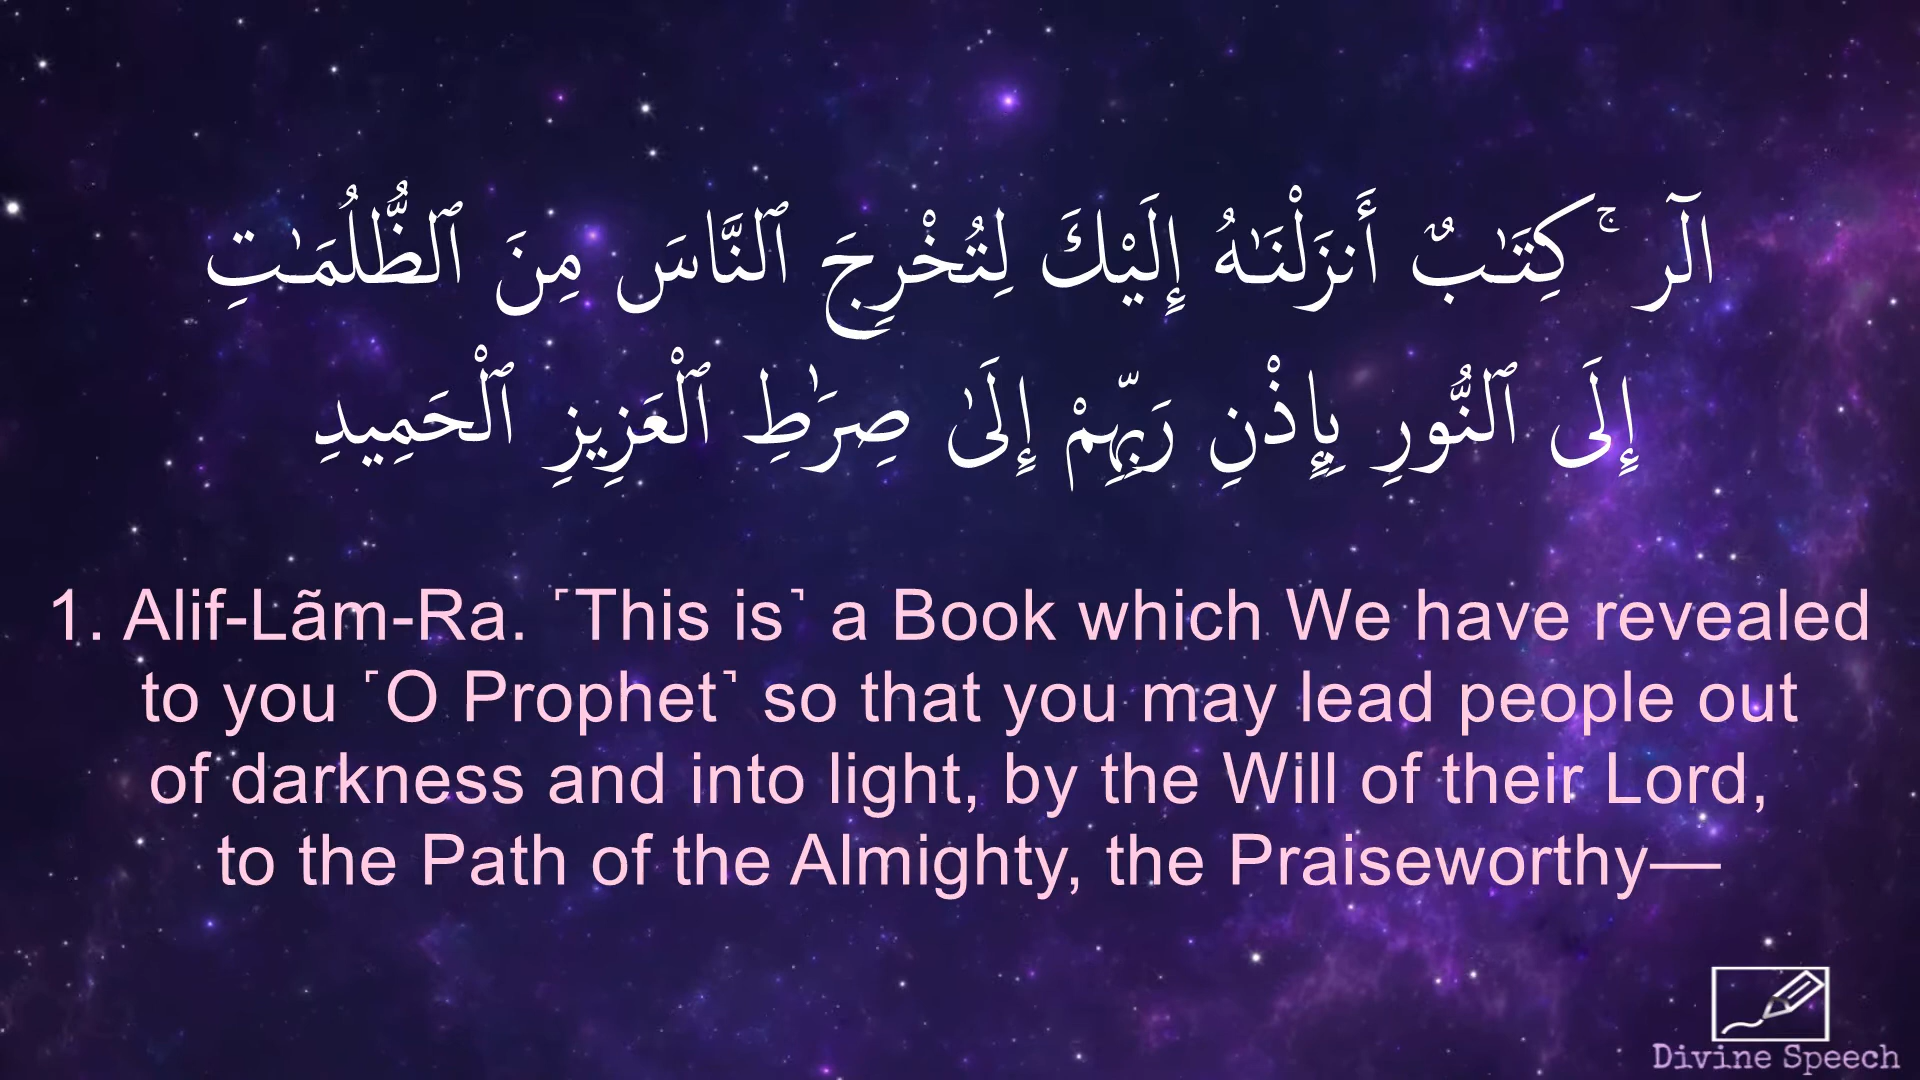 الٓر ۚ كِتَـٰبٌ أَنزَلْنَـٰهُ إِلَيْكَ لِتُخْرِجَ ٱلنَّاسَ مِنَ ٱلظُّلُمَـٰتِ
إِلَى ٱلنُّورِ بِإِذْنِ رَبِّهِمْ إِلَىٰ صِرَٰطِ ٱلْعَزِيزِ ٱلْحَمِيدِ
1. Alif-Lãm-Ra. ˹This is˺ a Book which We have revealed
to you ˹O Prophet˺ so that you may lead people out
of darkness and into light, by the Will of their Lord,
to the Path of the Almighty, the Praiseworthy—
Divine Speech